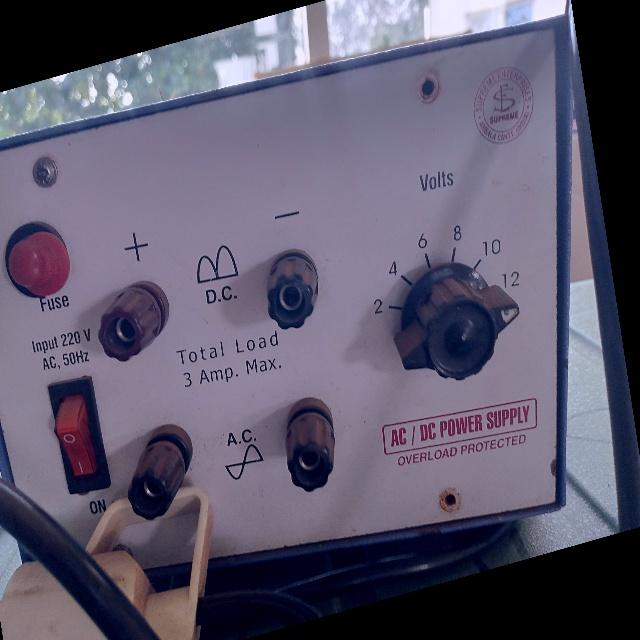 SUPREME
Volts
2
4
6
8
10
12
+
−
Fuse
D.C.
Input 220 V
AC, 50Hz
Total Load
3 Amp. Max.
A.C.
ON
AC / DC POWER SUPPLY
OVERLOAD PROTECTED